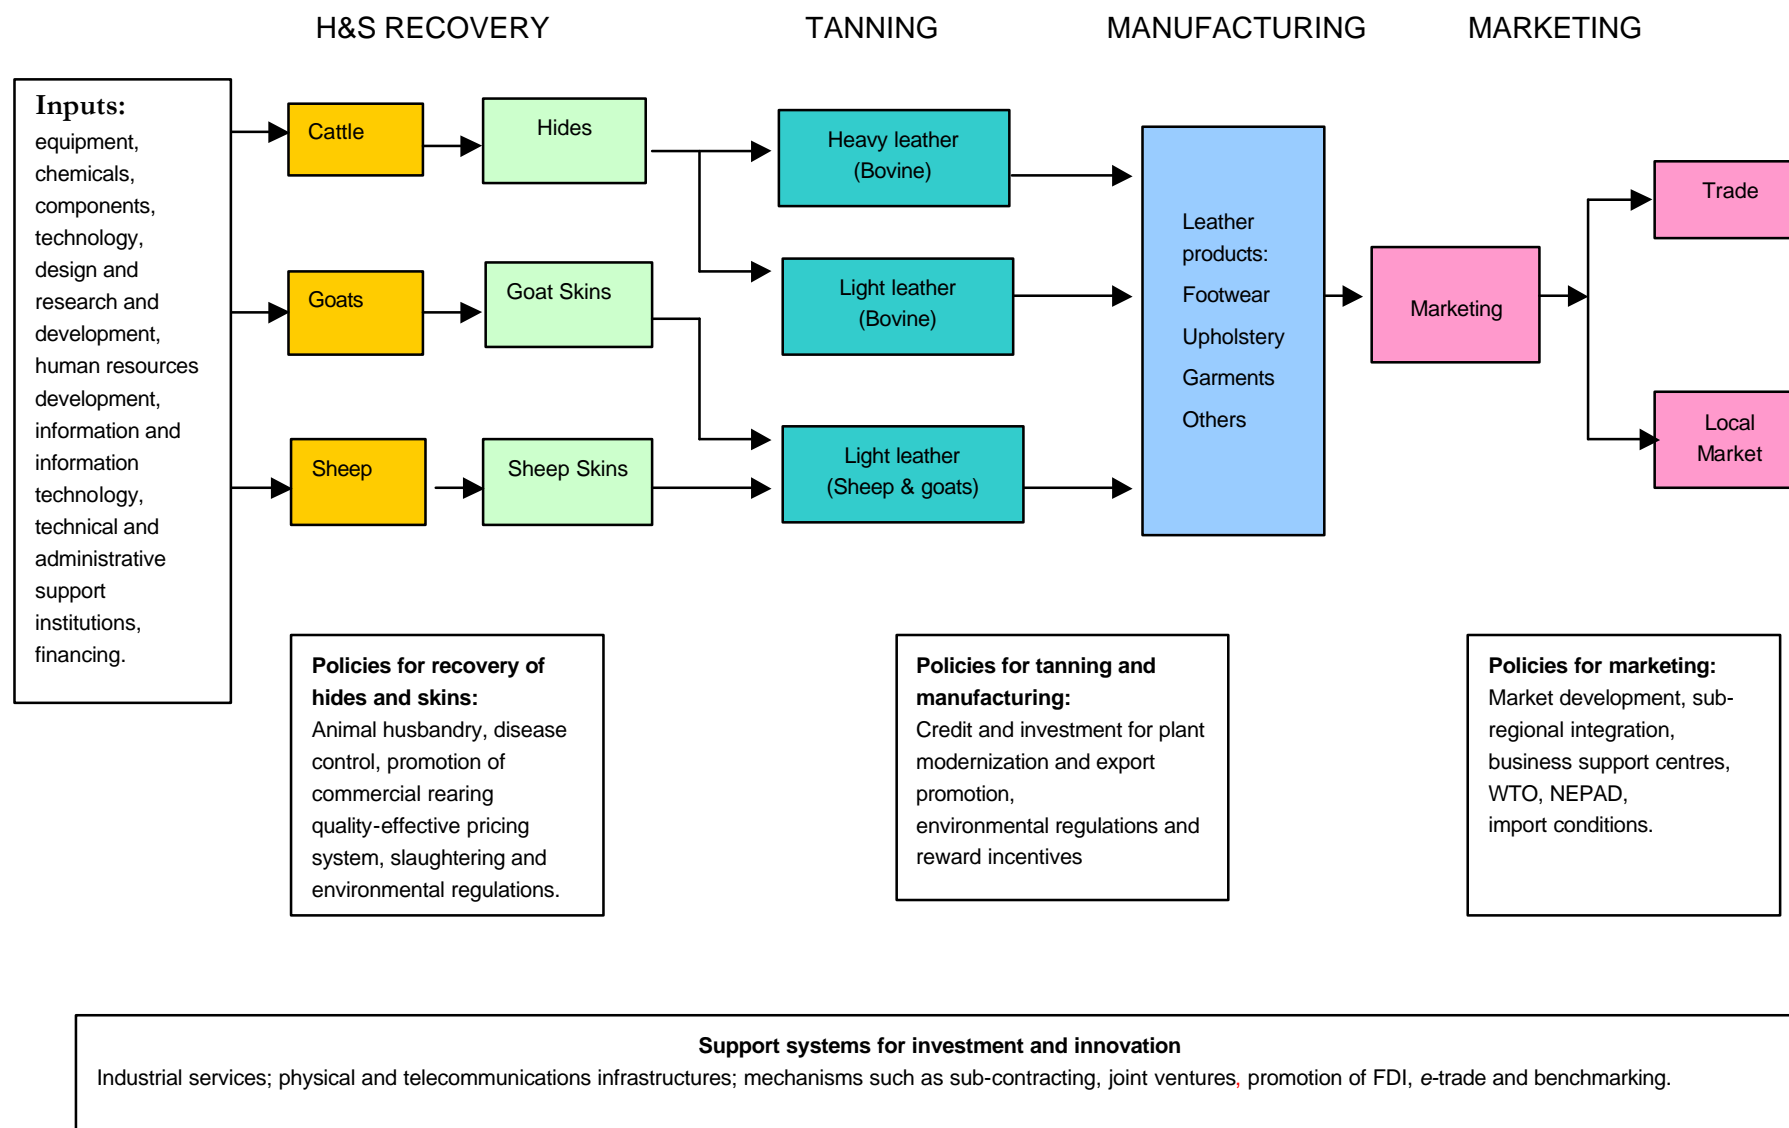 H&S RECOVERY
TANNING
MANUFACTURING
MARKETING
Inputs:
equipment,
chemicals,
components,
technology,
design and
research and
development,
human resources
development,
information and
information
technology,
technical and
administrative
support
institutions,
financing.
Cattle
Hides
Heavy leather
(Bovine)
Goats
Goat Skins
Light leather
(Bovine)
Sheep
Sheep Skins
Light leather
(Sheep & goats)
Leather
products:
Footwear
Upholstery
Garments
Others
Marketing
Trade
Local
Market
Policies for recovery of
hides and skins:
Animal husbandry, disease
control, promotion of
commercial rearing
quality-effective pricing
system, slaughtering and
environmental regulations.
Policies for tanning and
manufacturing:
Credit and investment for plant
modernization and export
promotion,
environmental regulations and
reward incentives
Policies for marketing:
Market development, sub-
regional integration,
business support centres,
WTO, NEPAD,
import conditions.
Support systems for investment and innovation
Industrial services; physical and telecommunications infrastructures; mechanisms such as sub-contracting, joint ventures, promotion of FDI, e-trade and benchmarking.